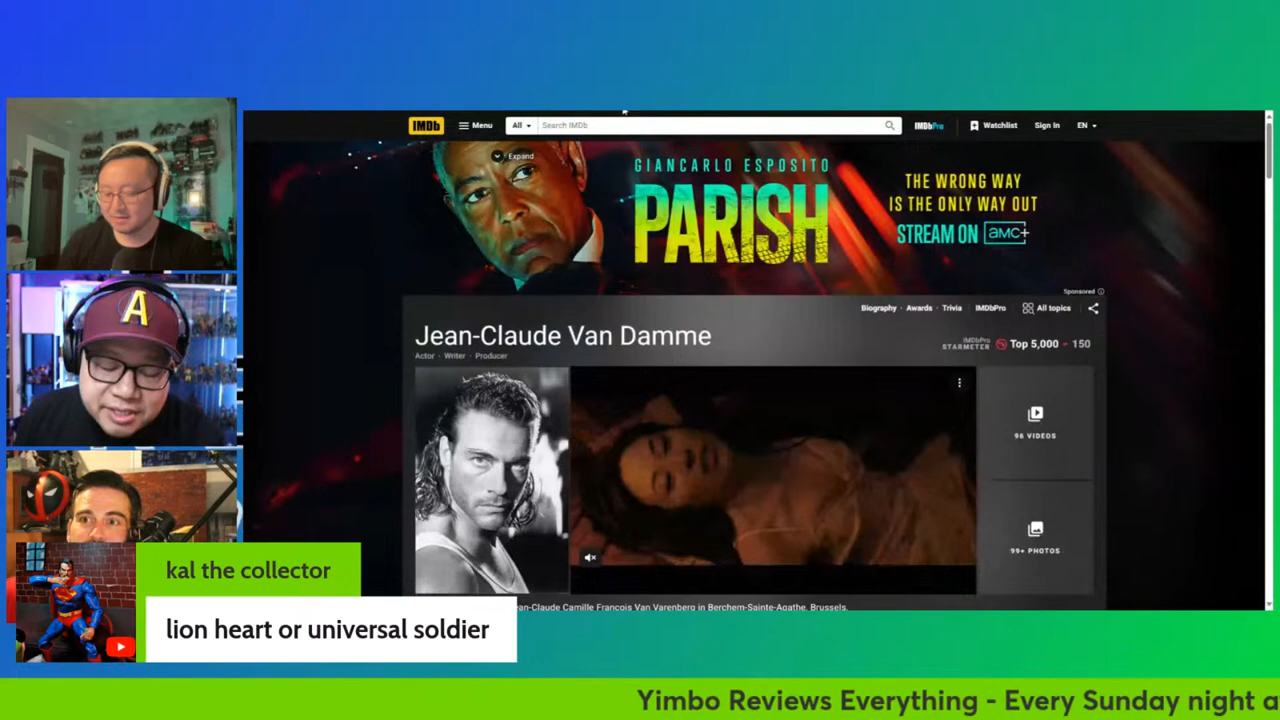 IMDb
Menu
All
Search IMDb
IMDbPro
Watchlist
Sign In
EN
Expand
GIANCARLO ESPOSITO
PARISH
THE WRONG WAY
IS THE ONLY WAY OUT
STREAM ON amc+
Sponsored
Biography · Awards · Trivia
IMDbPro
All topics
Jean-Claude Van Damme
Actor · Writer · Producer
IMDbPro
STARMETER
Top 5,000
150
A
96 VIDEOS
99+ PHOTOS
an-Claude Camille François Van Varenberg in Berchem-Sainte-Agathe, Brussels,
kal the collector
lion heart or universal soldier
Yimbo Reviews Everything - Every Sunday night a